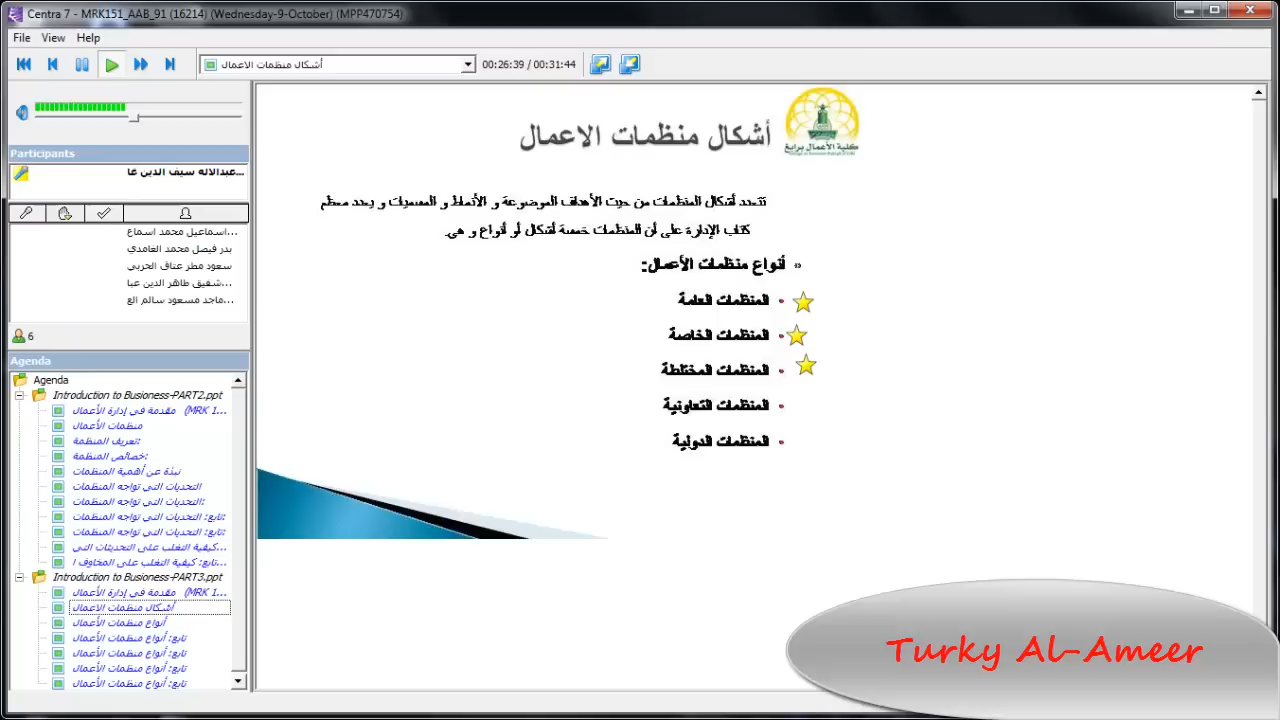 Centra 7 - MRK151_AAB_91 (16214) (Wednesday-9-October) (MPP470754)
File View Help
أشكال منظمات الاعمال
00:26:39 / 00:31:44
Participants
عبدالاله سيف الدين عا...
اسماعيل محمد اسماع...
بدر فيصل محمد الغامدي
سعود مطر عتاق الحربي
شفيق طاهر الدين عبا...
ماجد مسعود سالم الع...
6
Agenda
Agenda
Introduction to Busioness-PART2.ppt
مقدمة في إدارة الأعمال (MRK 1...
منظمات الأعمال
تعريف المنظمة:
خصائص المنظمة:
نبذة عن أهمية المنظمات
التحديات التي تواجه المنظمات
التحديات التي تواجه المنظمات:
تابع: التحديات التي تواجه المنظمات:
تابع: التحديات التي تواجه المنظمات:
كيفية التغلب على التحديثات التي...
تابع: كيفية التغلب على المخاوف ا...
Introduction to Busioness-PART3.ppt
مقدمة في إدارة الأعمال (MRK 1...
أشكال منظمات الاعمال
أنواع منظمات الأعمال
تابع: أنواع منظمات الأعمال
تابع: أنواع منظمات الأعمال
تابع: أنواع منظمات الأعمال
تابع: أنواع منظمات الأعمال
كلية الأعمال برابغ
أشكال منظمات الاعمال
تتعدد أشكال المنظمات من حيث الأهداف الموضوعة و الأنماط و المسميات و يحدد معظم
كتاب الإدارة على أن المنظمات خمسة أشكال أو أنواع و هي.
أنواع منظمات الأعمال:
المنظمات العامة
المنظمات الخاصة
المنظمات المختلطة
المنظمات التعاونية
المنظمات الدولية
Turky Al-Ameer